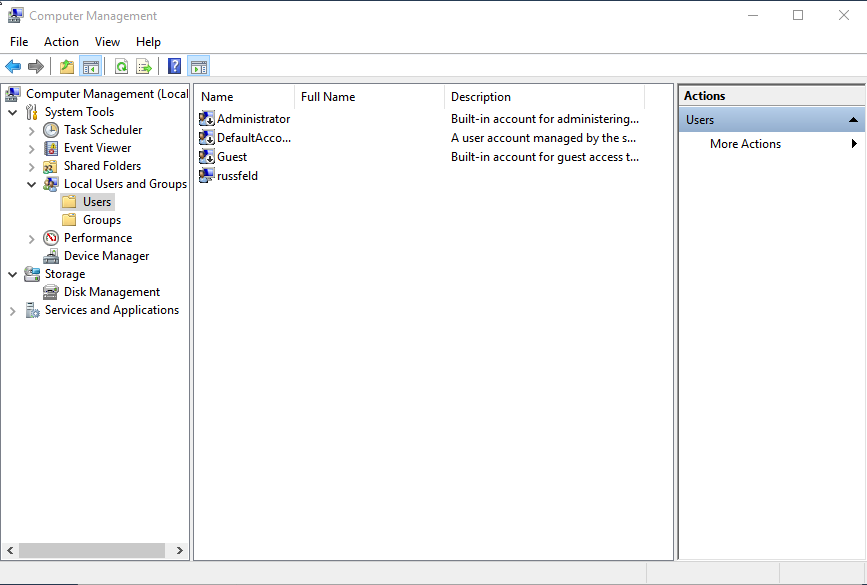 Computer Management
File Action View Help
Computer Management (Local
System Tools
Task Scheduler
Event Viewer
Shared Folders
Local Users and Groups
Users
Groups
Performance
Device Manager
Storage
Disk Management
Services and Applications
Name Full Name Description
Administrator Built-in account for administering...
DefaultAcco... A user account managed by the s...
Guest Built-in account for guest access t...
russfeld
Actions
Users
More Actions